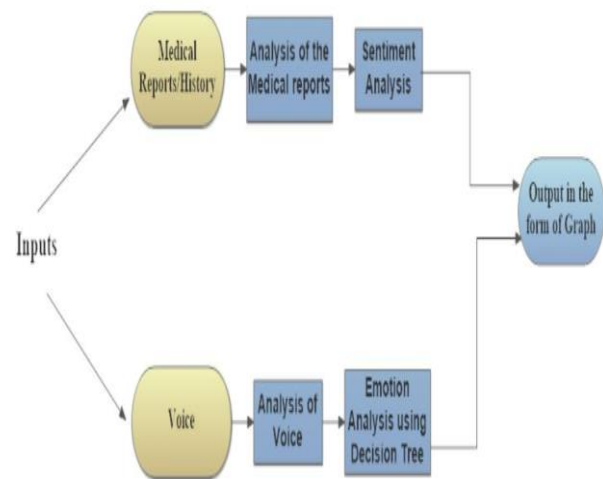 Medical
Reports/History
Analysis of the
Medical reports
Sentiment
Analysis
Output in the
form of Graph
Inputs
Voice
Analysis of
Voice
Emotion
Analysis using
Decision Tree